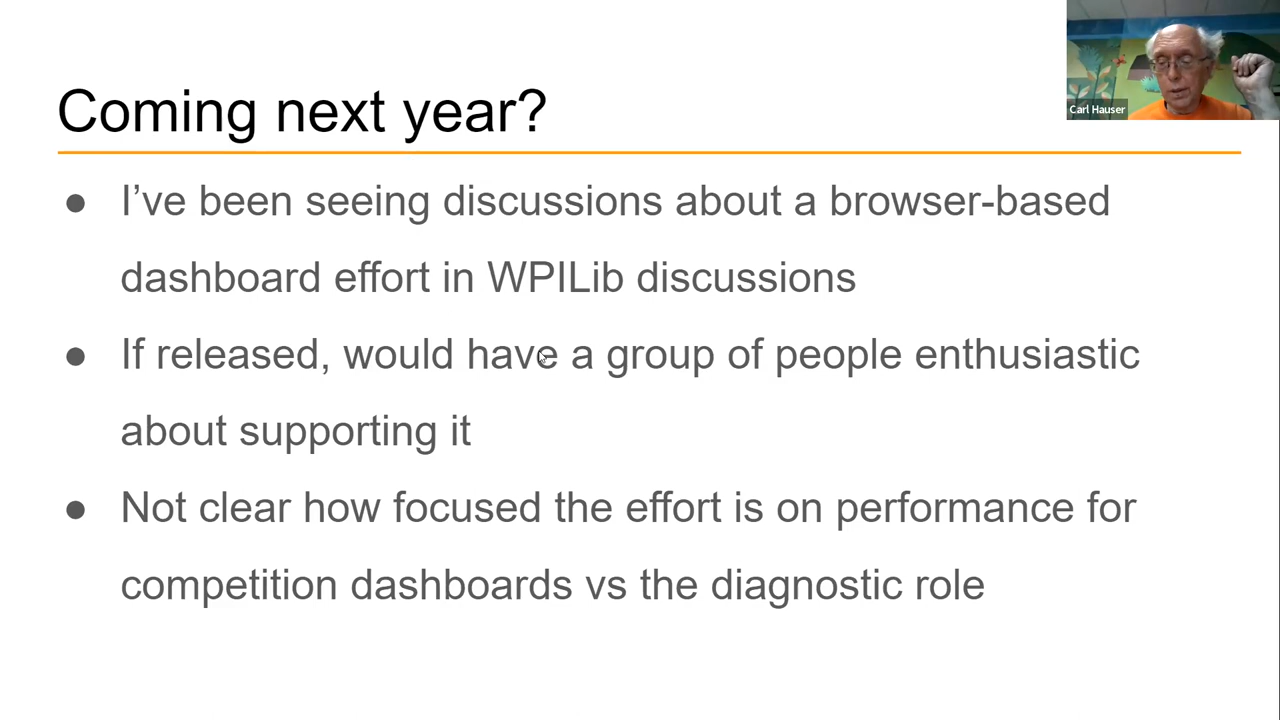 Coming next year?
Carl Hauser
● I’ve been seeing discussions about a browser-based
dashboard effort in WPILib discussions
● If released, would have a group of people enthusiastic
about supporting it
● Not clear how focused the effort is on performance for
competition dashboards vs the diagnostic role